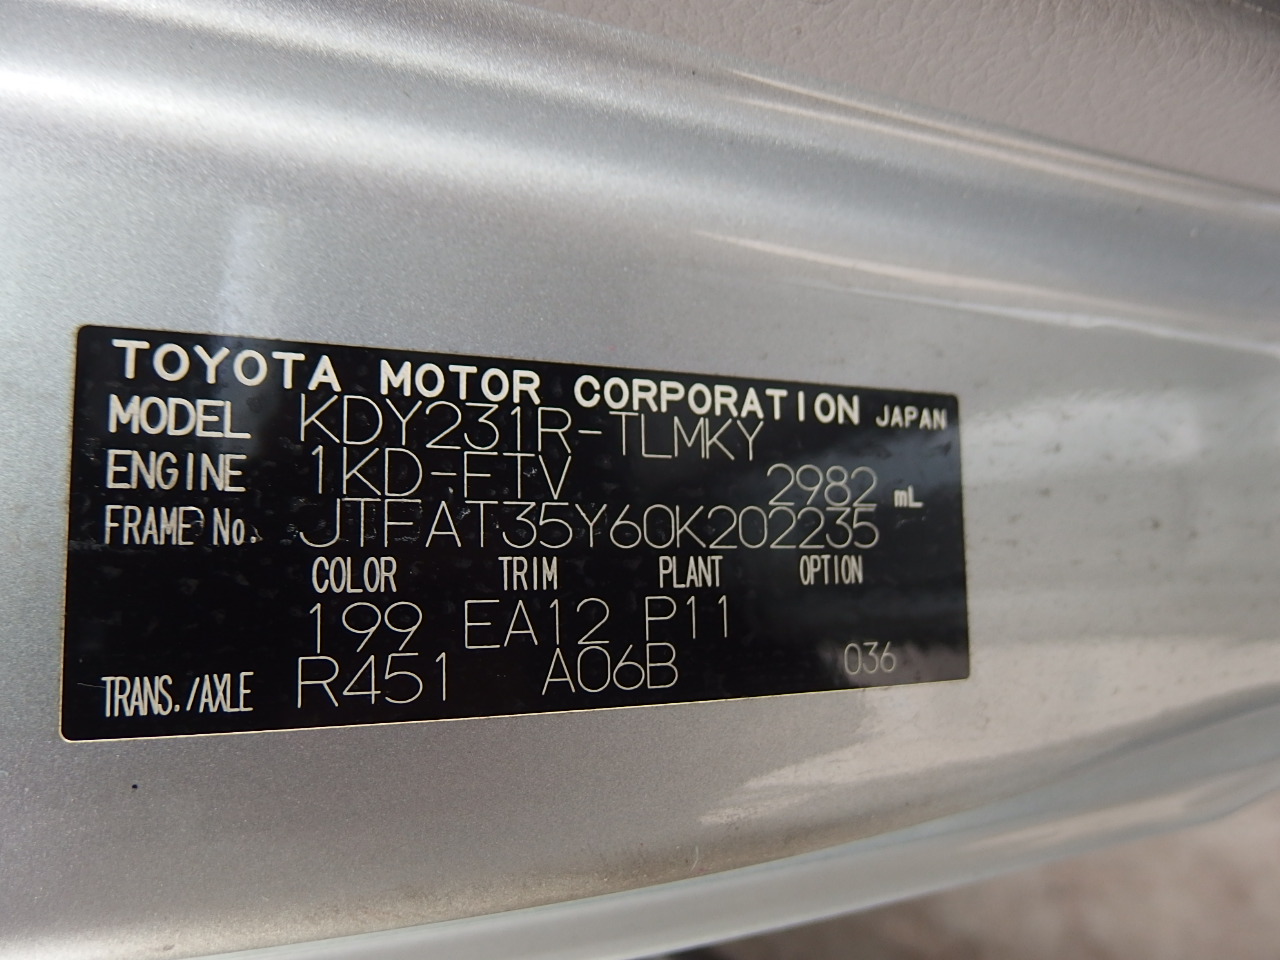 TOYOTA MOTOR CORPORATION JAPAN
MODEL KDY231R-TLMKY
ENGINE 1KD-FTV 2982 mL
FRAME No. JTFAT35Y60K202235
COLOR TRIM PLANT OPTION
199 EA12 P11
TRANS./AXLE R451 A06B 036